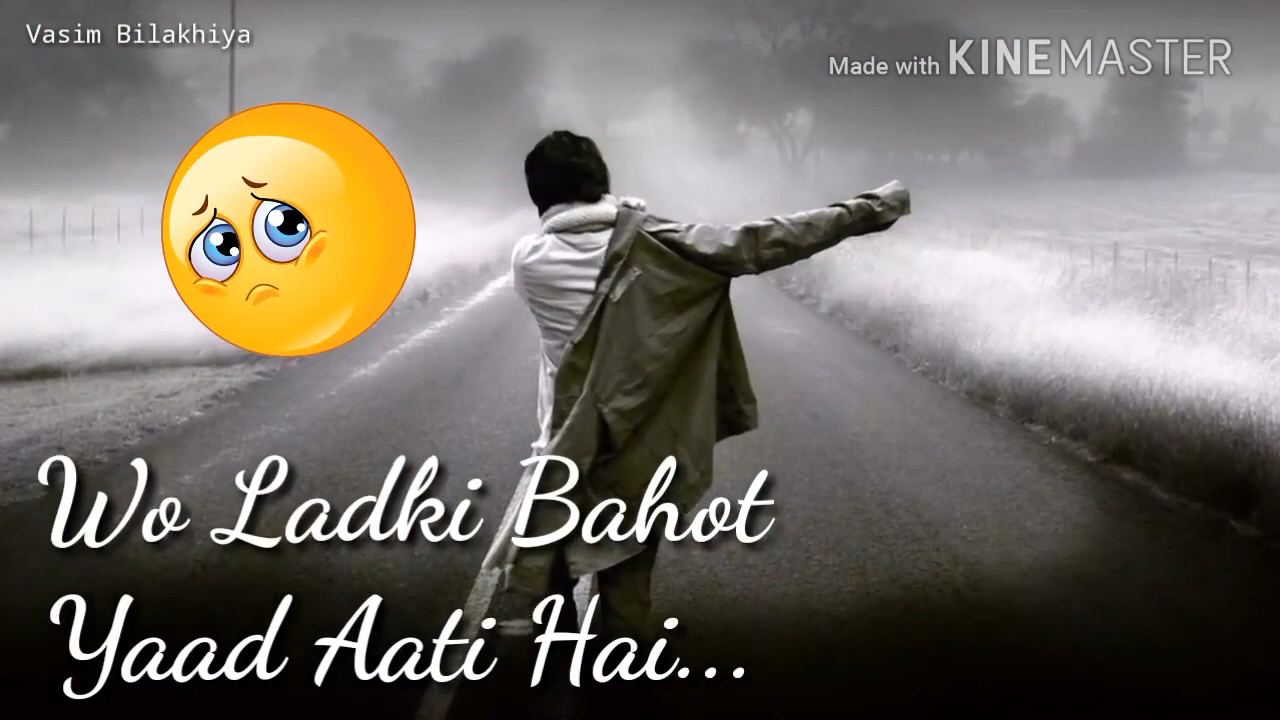 Vasim Bilakhiya
Made with KINEMASTER
Wo Ladki Bahot
Yaad Aati Hai...